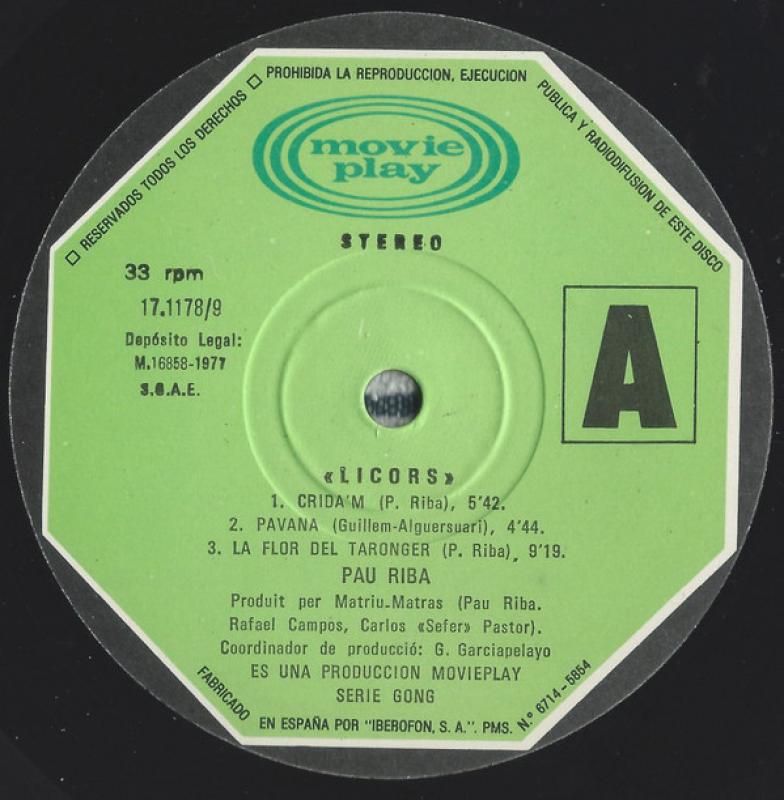 □ RESERVADOS TODOS LOS DERECHOS □ PROHIBIDA LA REPRODUCCION, EJECUCION PUBLICA Y RADIODIFUSION DE ESTE DISCO
movie
play
STEREO
33 rpm
17.1178/9
Depósito Legal:
M.16858-1977
S.G.A.E.
A
«LICORS»
1. CRIDA'M (P. Riba), 5'42.
2. PAVANA (Guillem-Alguersuari), 4'44.
3. LA FLOR DEL TARONGER (P. Riba), 9'19.
PAU RIBA
Produit per Matriu-Matras (Pau Riba.
Rafael Campos, Carlos «Sefer» Pastor).
Coordinador de producció: G. Garciapelayo
ES UNA PRODUCCION MOVIEPLAY
SERIE GONG
FABRICADO EN ESPAÑA POR "IBEROFON, S. A.". PMS. N.º 6714-5854